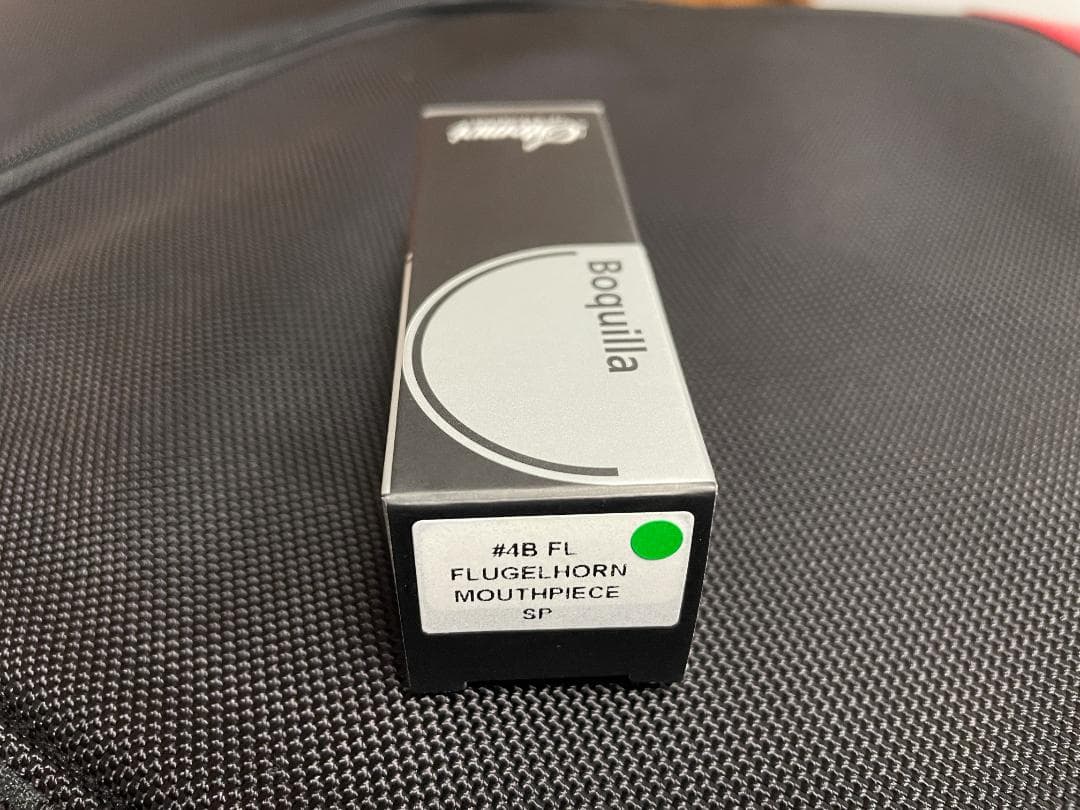 Boquilla
#4B FL
FLUGELHORN
MOUTHPIECE
SP